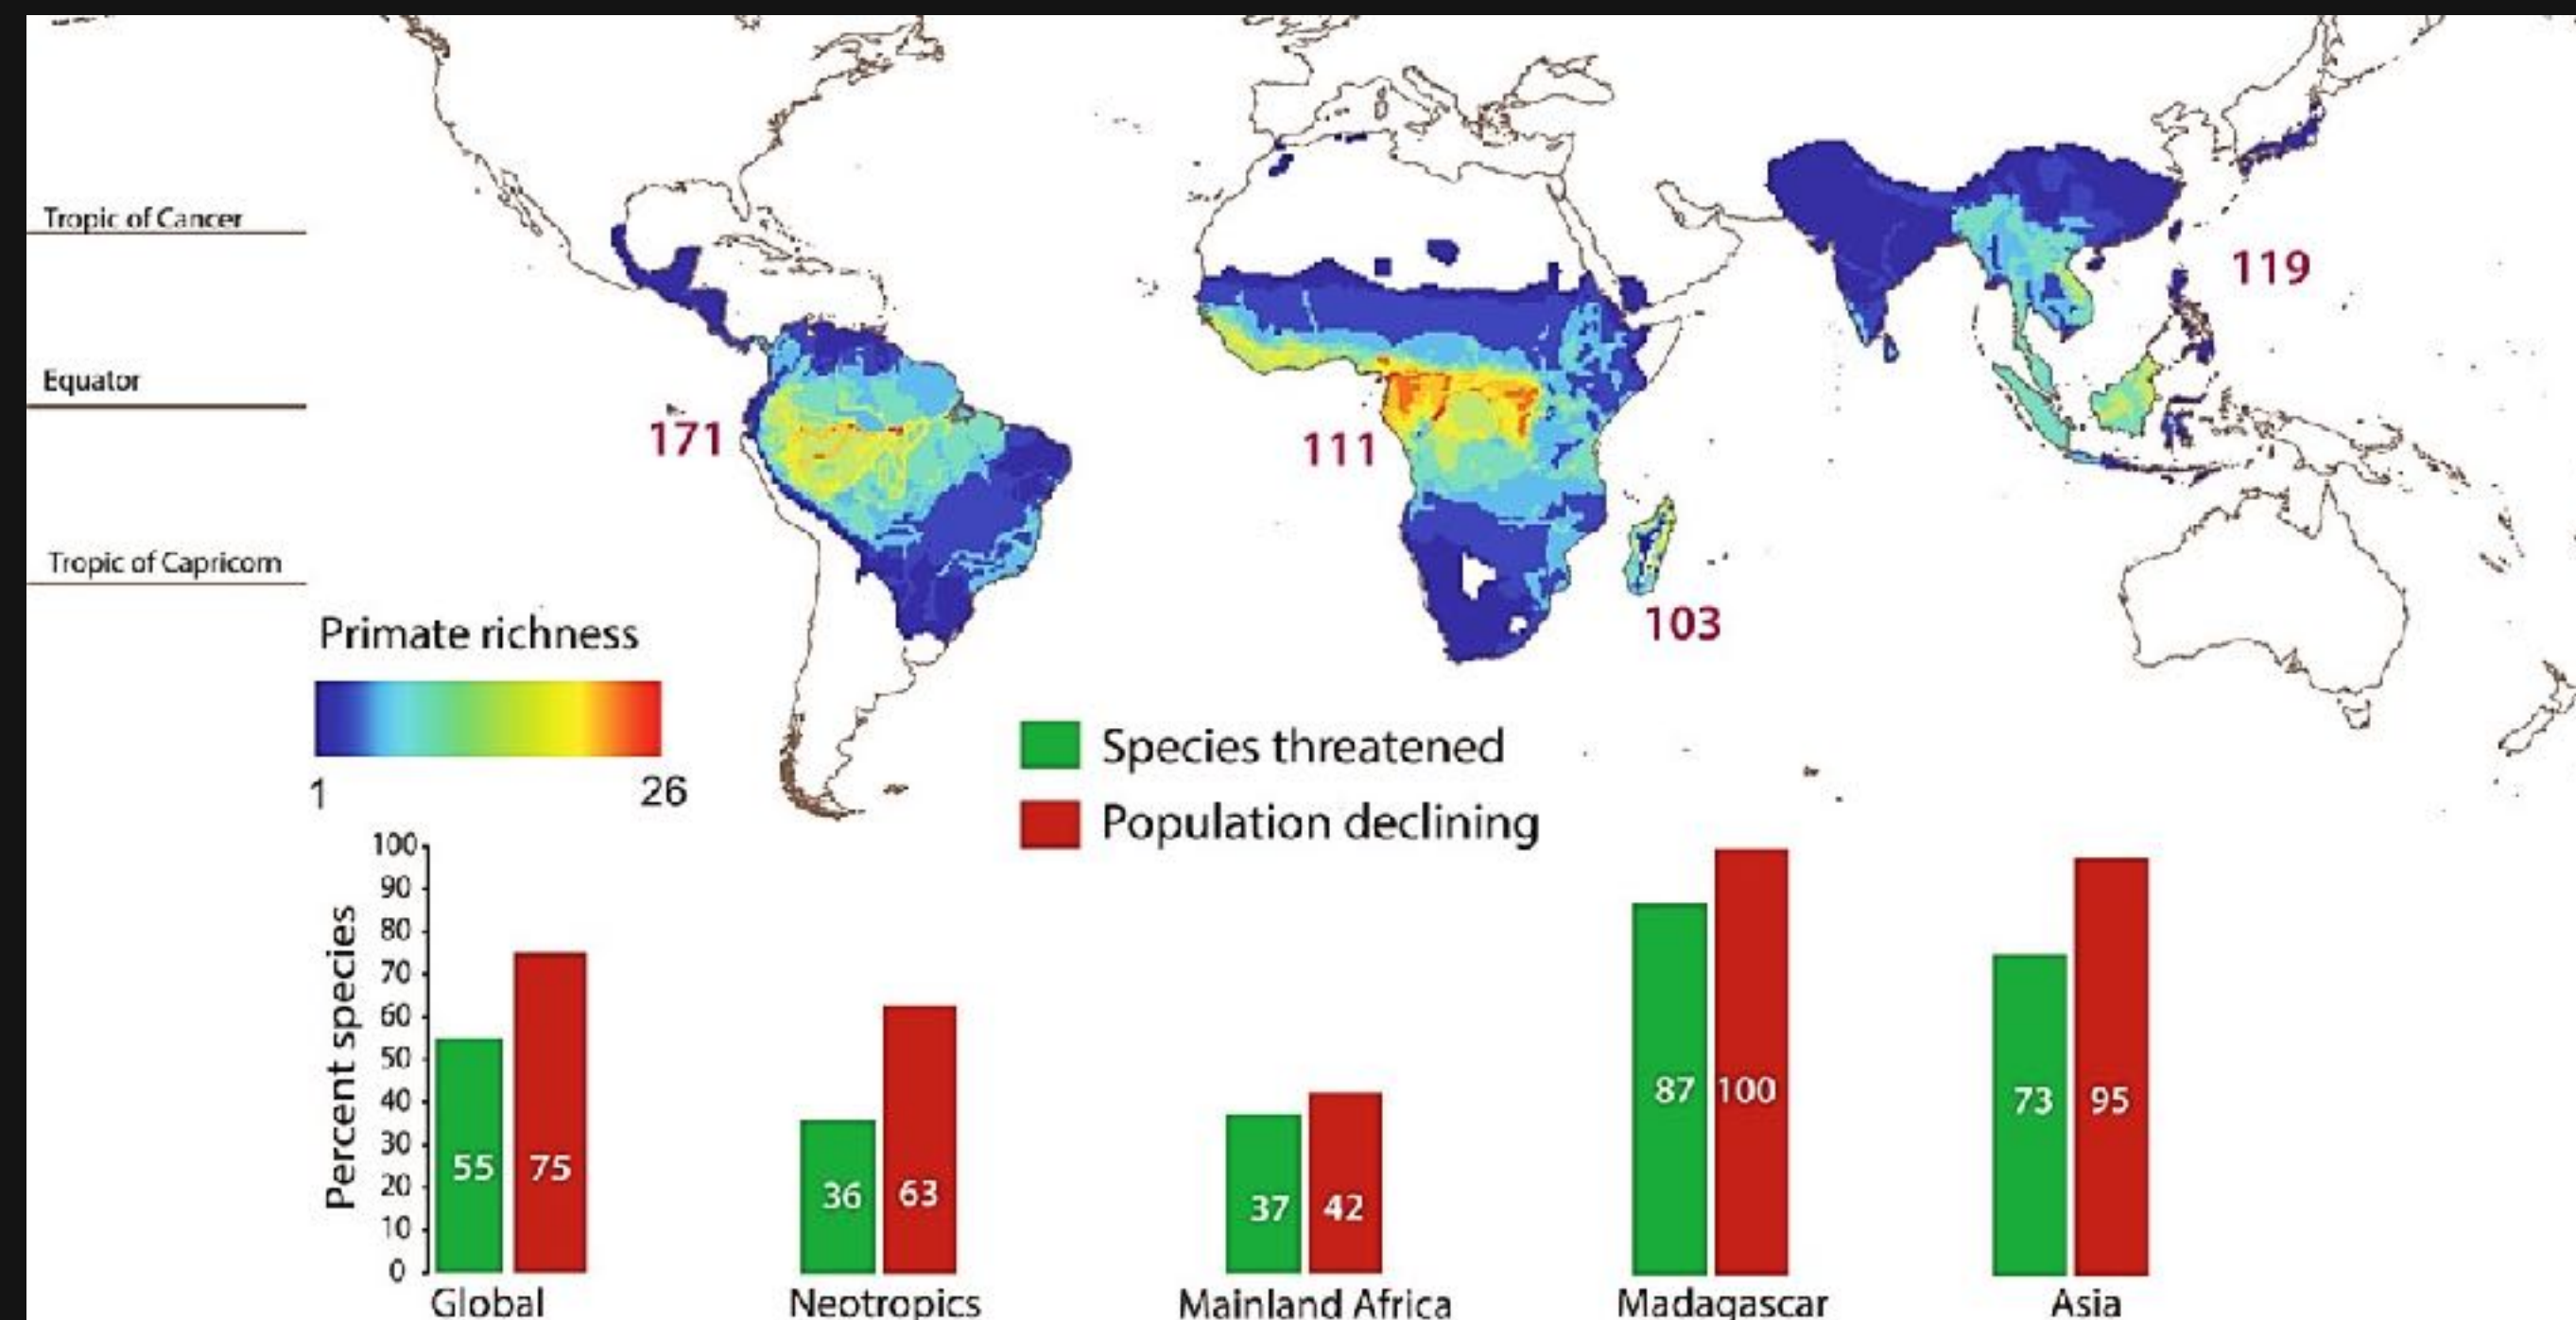 Tropic of Cancer
119
Equator
171
111
Tropic of Capricorn
103
Primate richness
1 26
Species threatened
Population declining
Percent species
100
90
80
70
60
50
40
30
20
10
0
55 75
36 63
37 42
87 100
73 95
Global Neotropics Mainland Africa Madagascar Asia